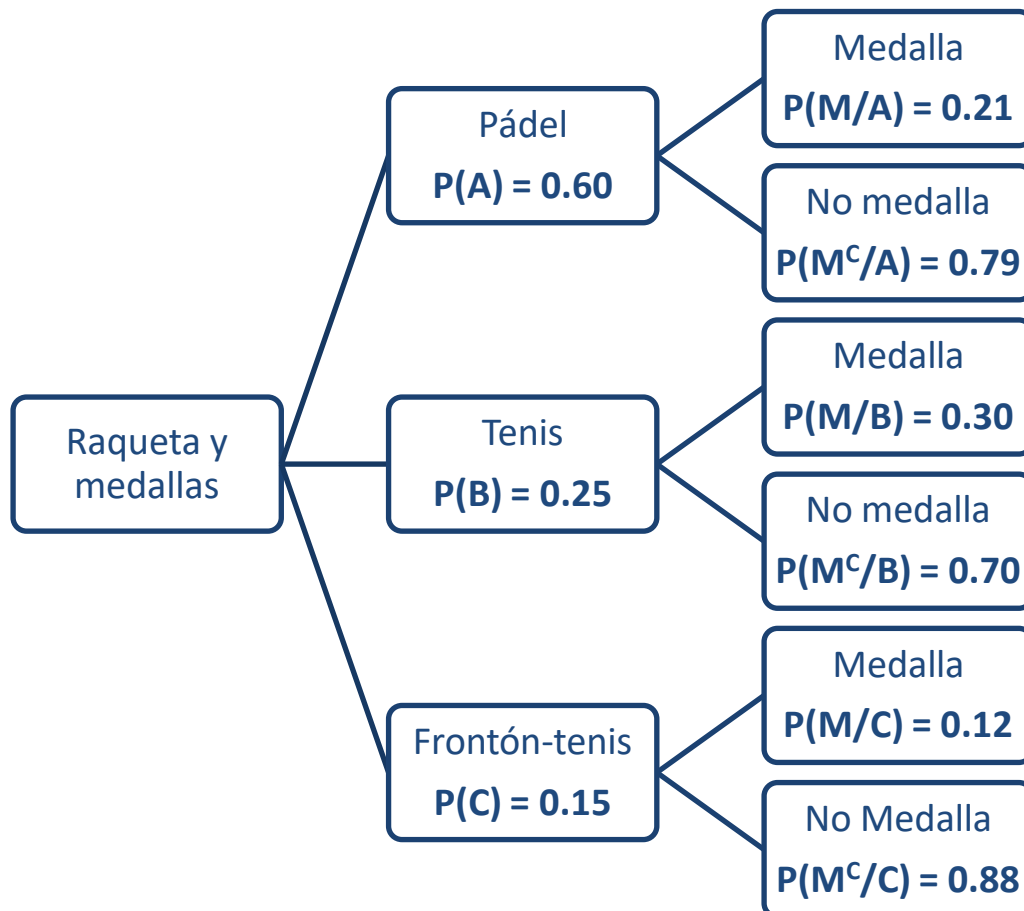 Raqueta y
medallas
Pádel
P(A) = 0.60
Medalla
P(M/A) = 0.21
No medalla
P(Mᶜ/A) = 0.79
Tenis
P(B) = 0.25
Medalla
P(M/B) = 0.30
No medalla
P(Mᶜ/B) = 0.70
Frontón-tenis
P(C) = 0.15
Medalla
P(M/C) = 0.12
No Medalla
P(Mᶜ/C) = 0.88